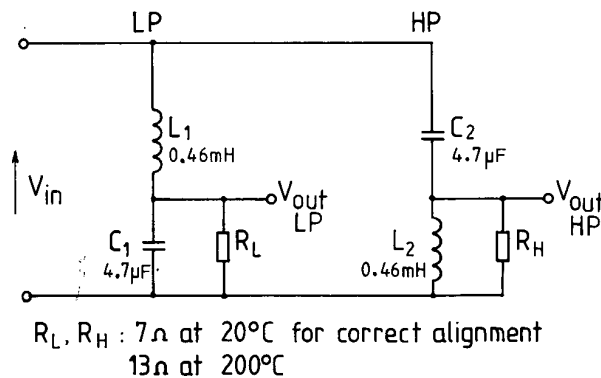 LP
HP
L1
0.46mH
C2
4.7µF
Vin
Vout
LP
Vout
HP
C1
4.7µF
RL
L2
0.46mH
RH
RL, RH : 7Ω at 20°C for correct alignment
13Ω at 200°C